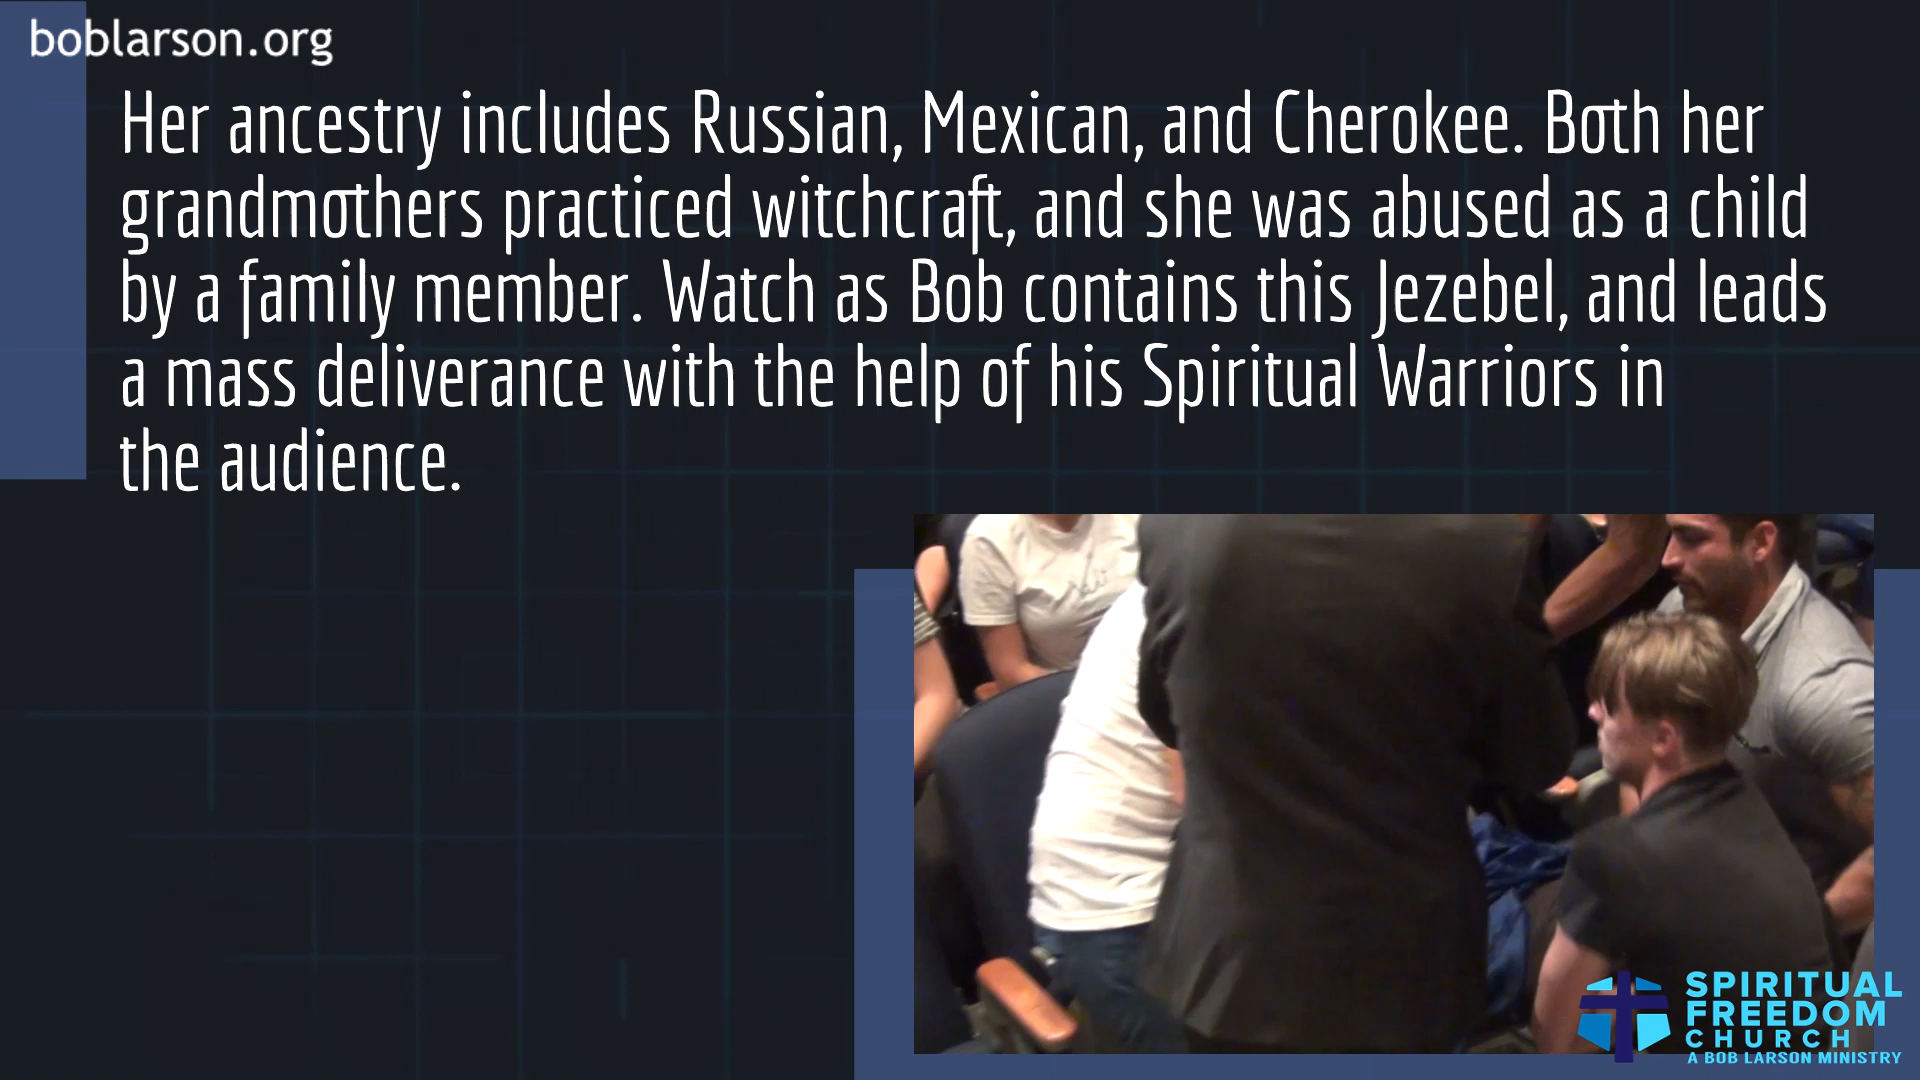 boblarson.org
Her ancestry includes Russian, Mexican, and Cherokee. Both her
grandmothers practiced witchcraft, and she was abused as a child
by a family member. Watch as Bob contains this Jezebel, and leads
a mass deliverance with the help of his Spiritual Warriors in
the audience.
SPIRITUAL
FREEDOM
CHURCH
A BOB LARSON MINISTRY